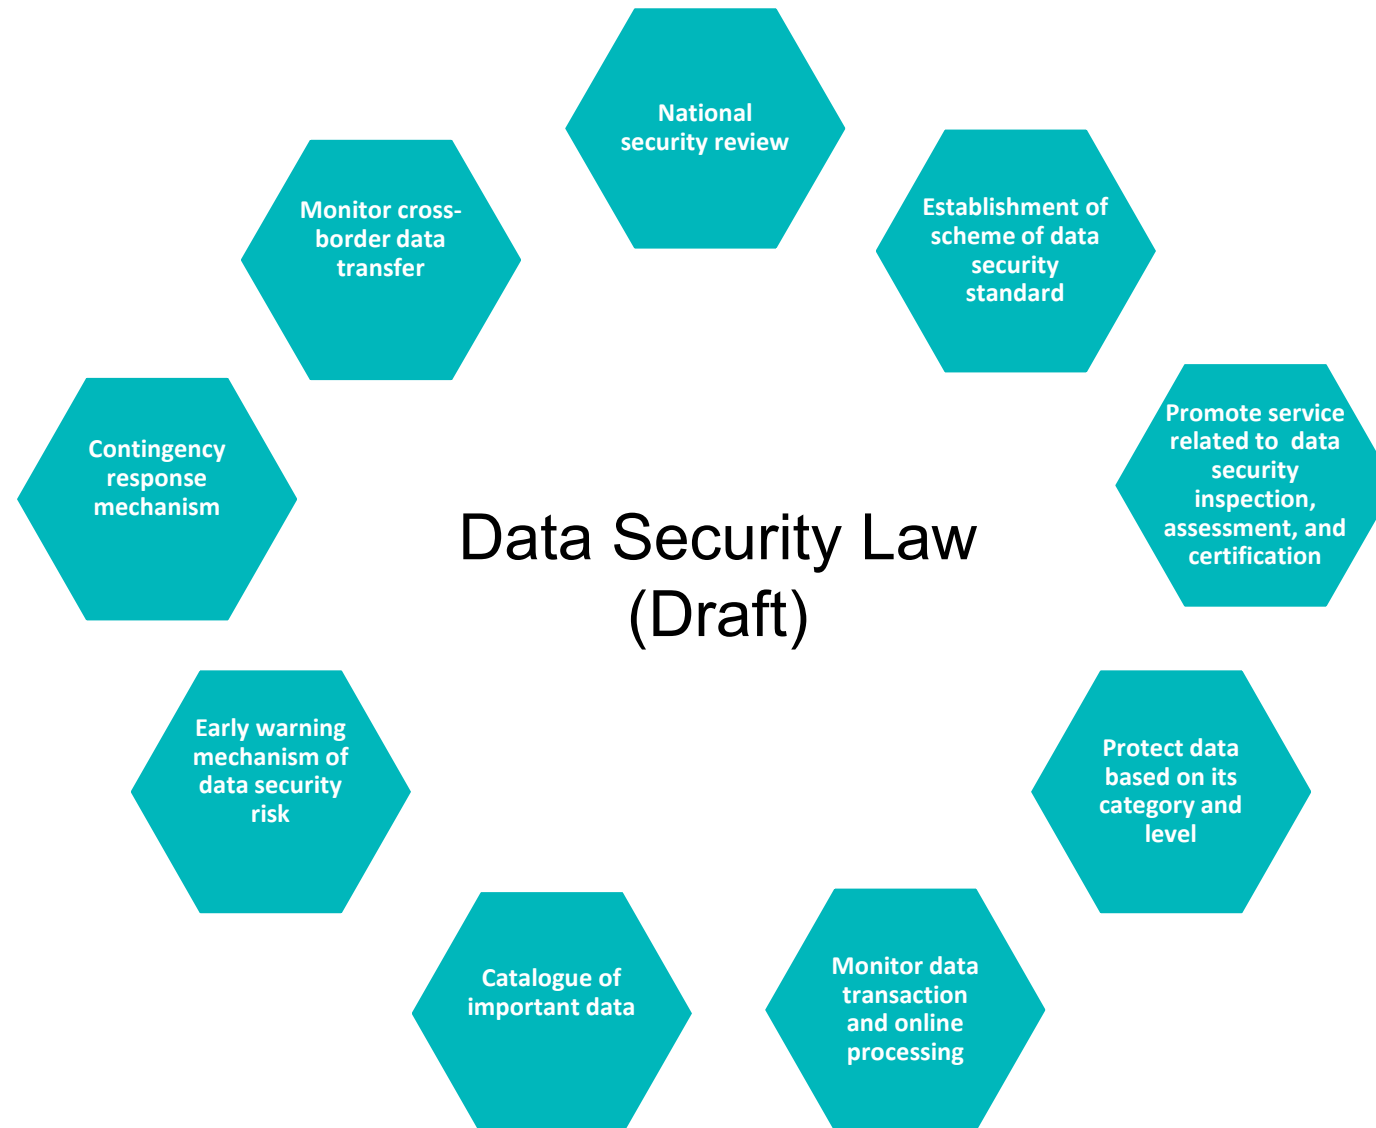 National
security review
Establishment of
scheme of data
security
standard
Promote service
related to  data
security
inspection,
assessment, and
certification
Protect data
based on its
category and
level
Monitor data
transaction
and online
processing
Catalogue of
important data
Early warning
mechanism of
data security
risk
Contingency
response
mechanism
Monitor cross-
border data
transfer
Data Security Law
(Draft)